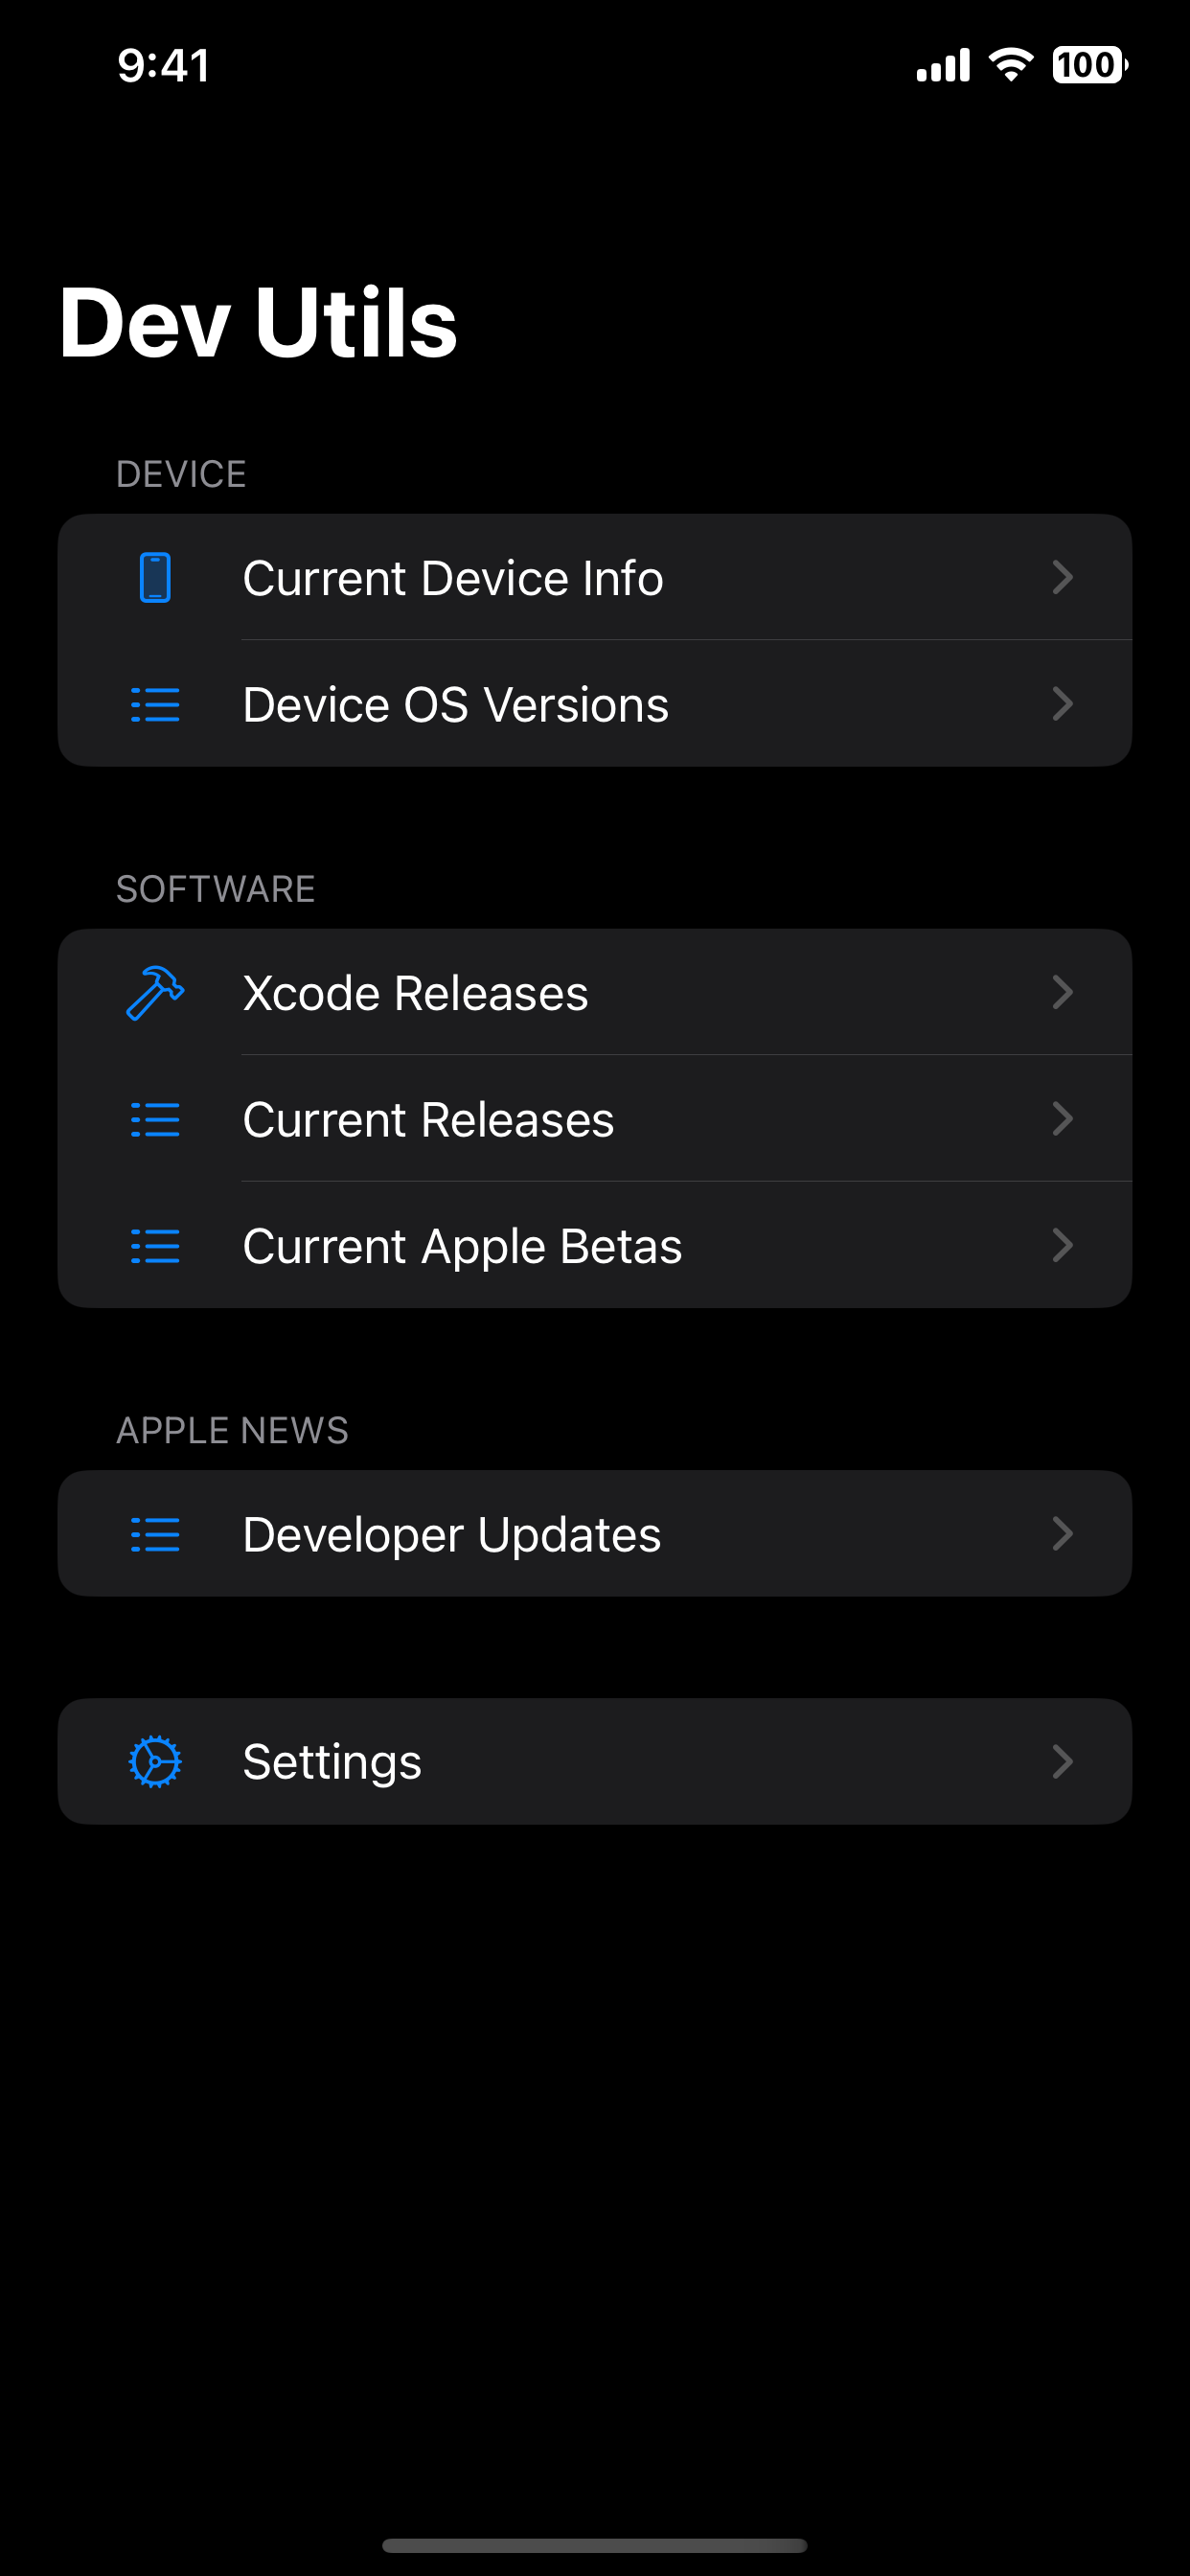 9:41
100
Dev Utils
DEVICE
Current Device Info
Device OS Versions
SOFTWARE
Xcode Releases
Current Releases
Current Apple Betas
APPLE NEWS
Developer Updates
Settings